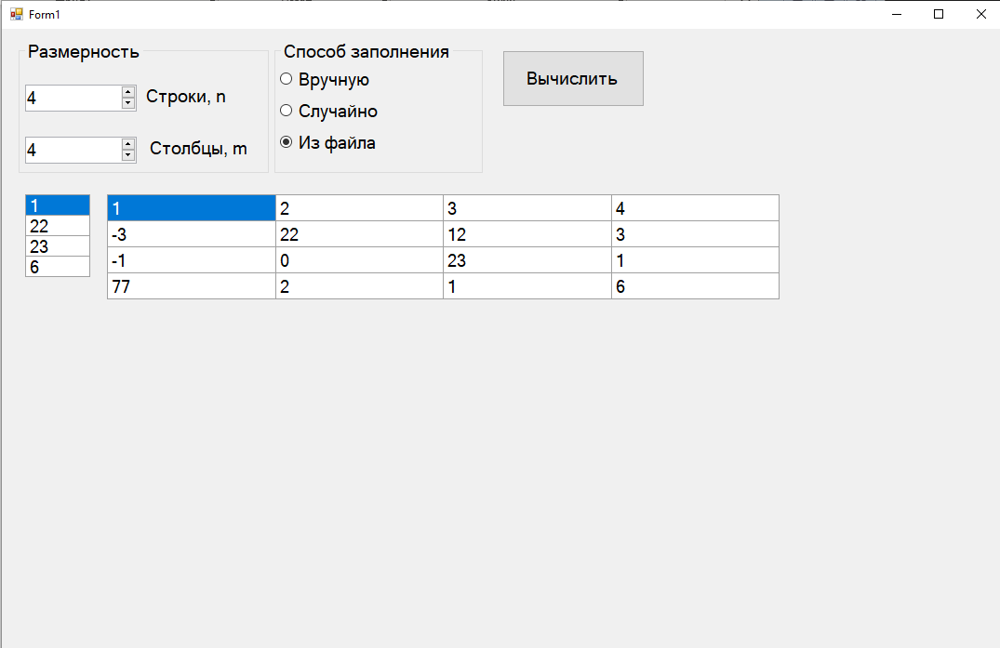 Form1
Размерность
4 Строки, n
4 Столбцы, m
Способ заполнения
Вручную
Случайно
Из файла
Вычислить
1
22
23
6
1 2 3 4
-3 22 12 3
-1 0 23 1
77 2 1 6